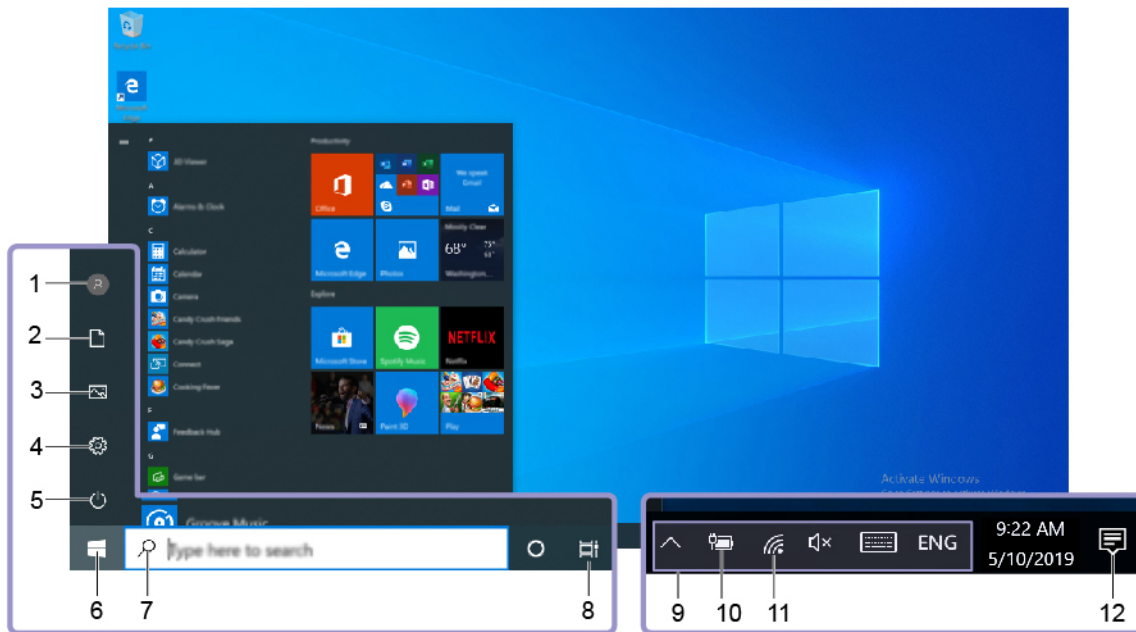 Recycle Bin
Microsoft
Edge
Productivity
3D Viewer
A
Alarms & Clock
C
Calculator
Calendar
Camera
Candy Crush Friends
Candy Crush Saga
Connect
Cooking Fever
F
Feedback Hub
G
Game bar
Groove Music
Office
We speak
Email
Mail
Microsoft Edge
Photos
Mostly Clear
68°
75°
Washington...
Explore
Microsoft Store
Spotify Music
NETFLIX
Netflix
News
Paint 3D
Play
Activate Windows
1
2
3
4
5
Type here to search
6
7
8
ENG
9:22 AM
5/10/2019
9
10
11
12